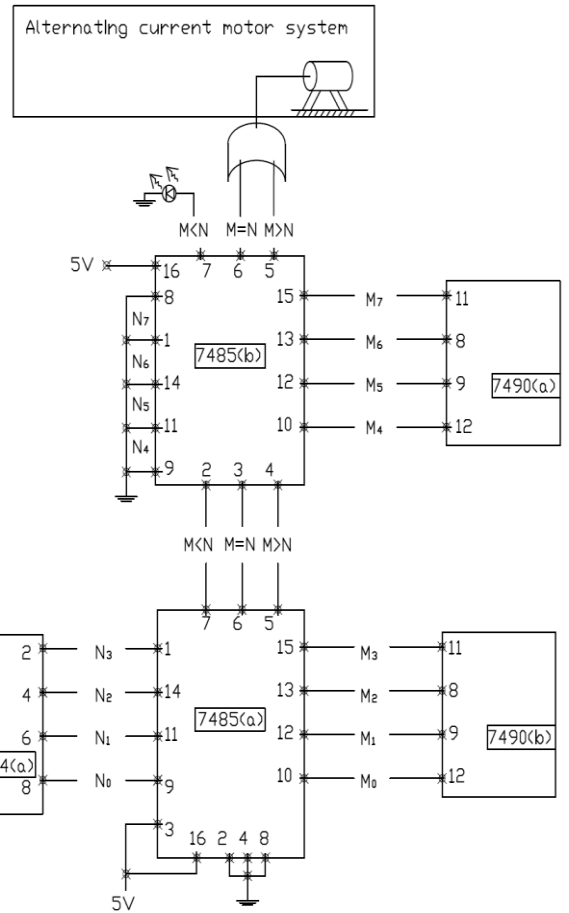 Alternating current motor system
M<N M=N M>N
5V 16 7 6 5
8 15 M7 11
N7
1 13 M6 8
N6 7485(b)
14 12 M5 9 7490(a)
N5
11 10 M4 12
N4
9 2 3 4
M<N M=N M>N
7 6 5
2 N3 1 15 M3 11
4 N2 14 13 M2 8
7485(a)
6 N1 11 12 M1 9 7490(b)
4(a)
8 N0 9 10 M0 12
3
16 2 4 8
5V